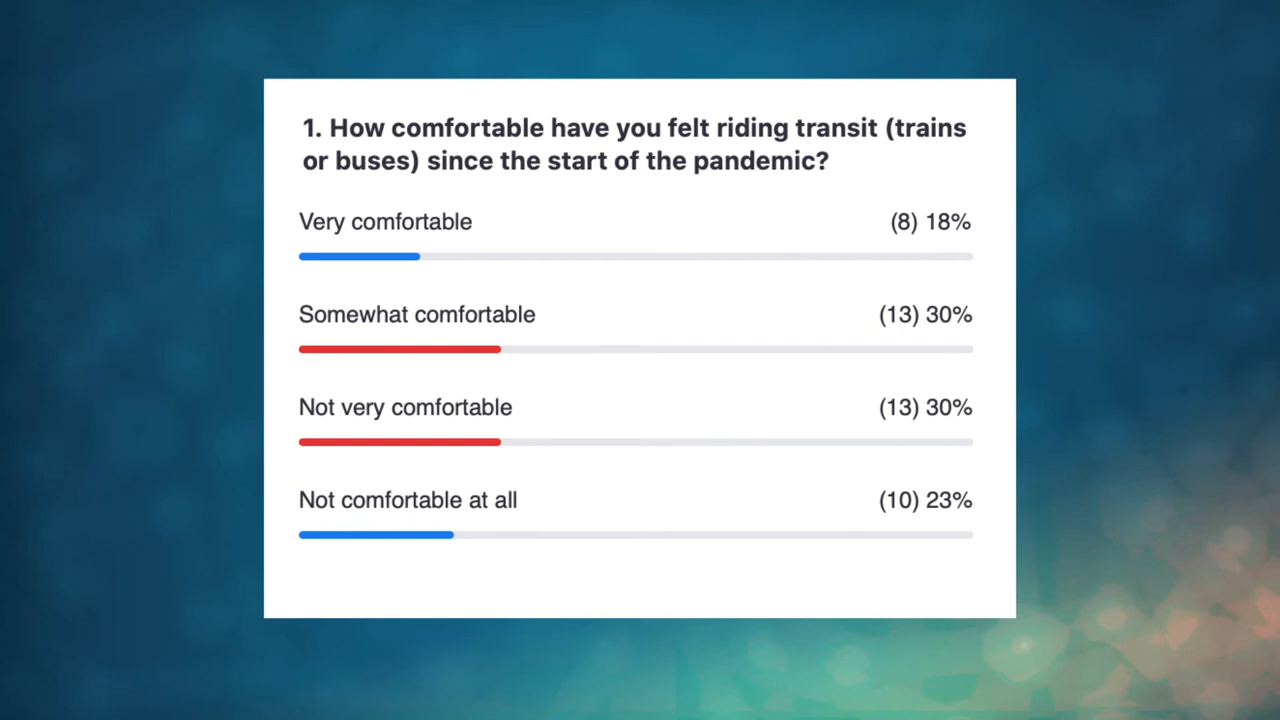 1. How comfortable have you felt riding transit (trains
or buses) since the start of the pandemic?
Very comfortable (8) 18%
Somewhat comfortable (13) 30%
Not very comfortable (13) 30%
Not comfortable at all (10) 23%